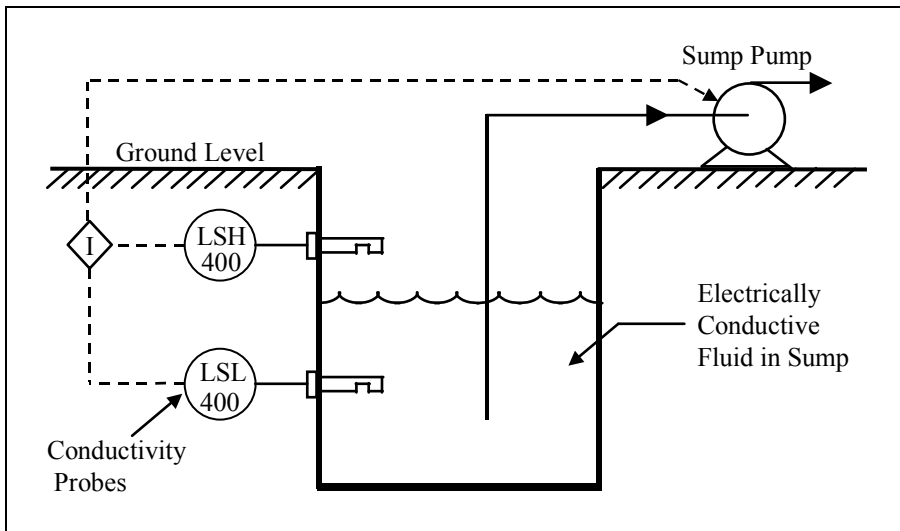 Sump Pump
Ground Level
I
LSH
400
Electrically
Conductive
Fluid in Sump
LSL
400
Conductivity
Probes